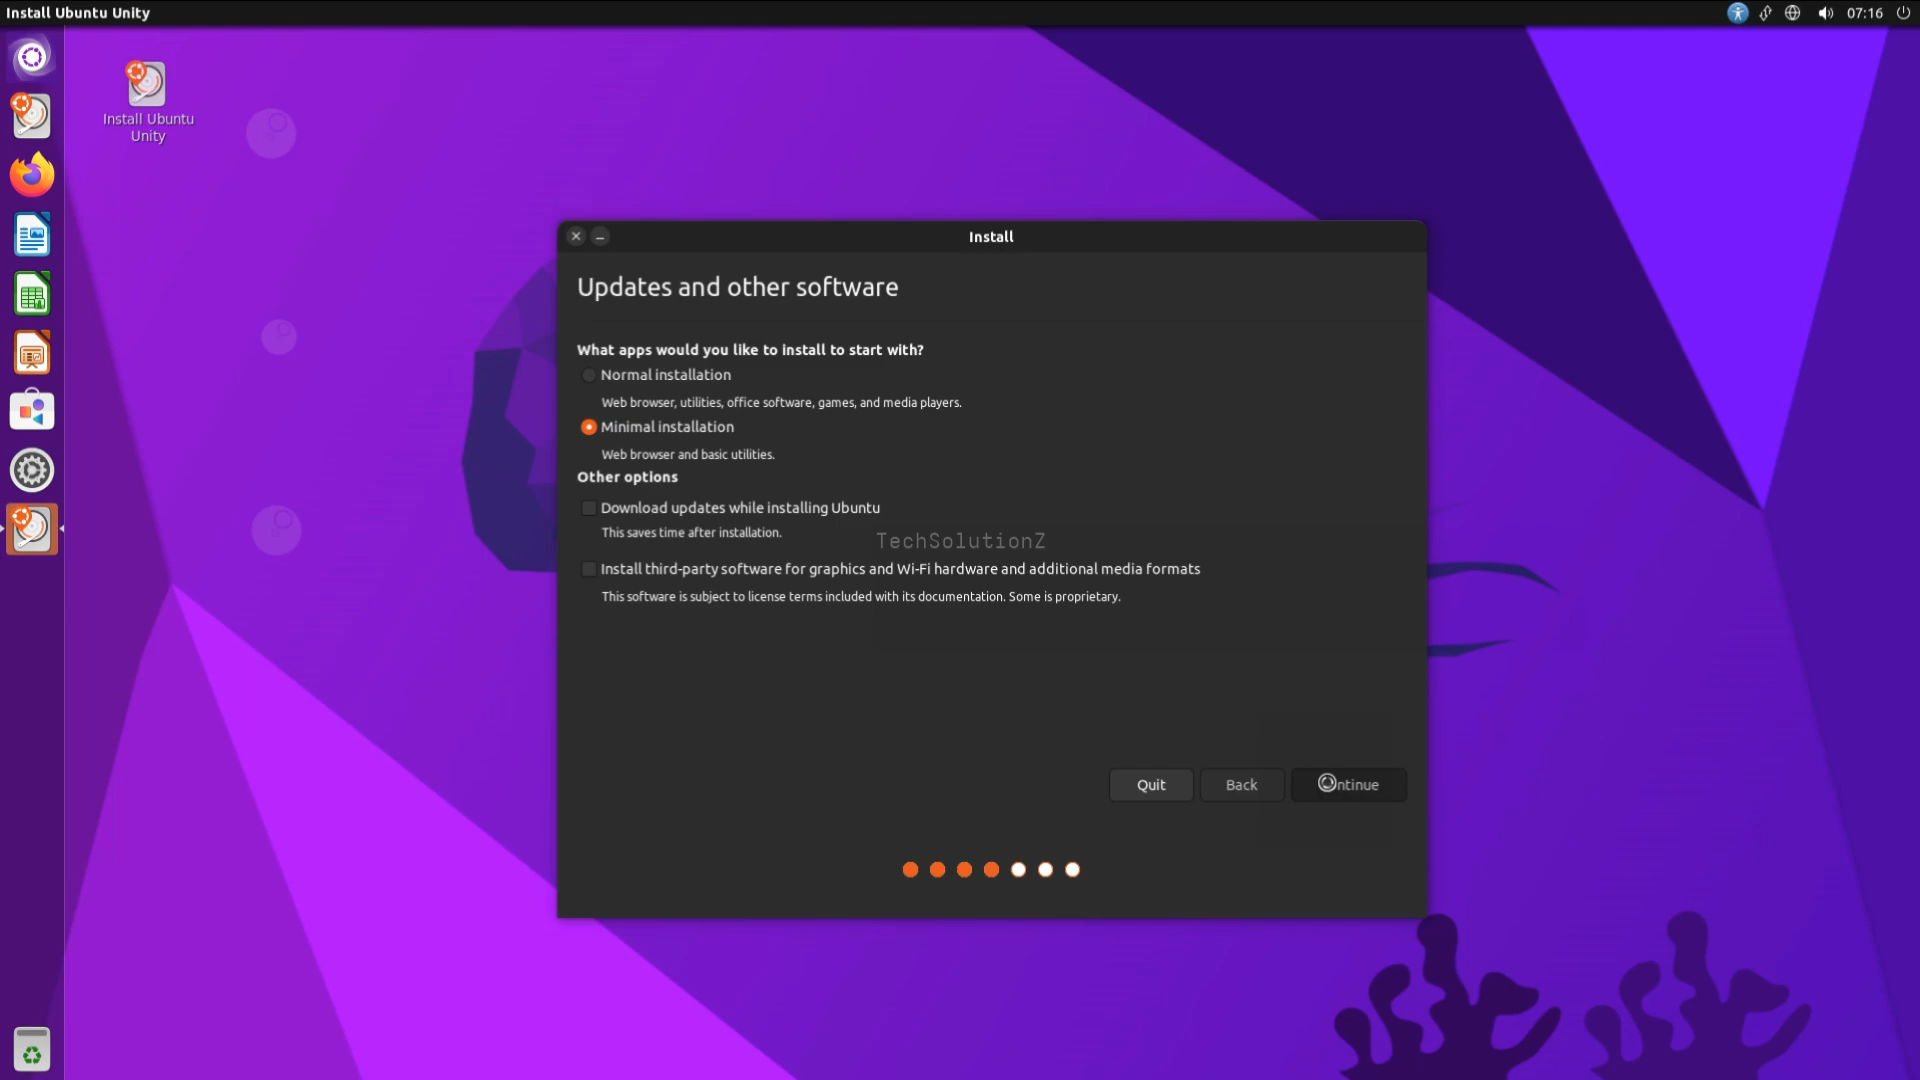 Install Ubuntu Unity
07:16
Install Ubuntu
Unity
Install
Updates and other software
What apps would you like to install to start with?
Normal installation
Web browser, utilities, office software, games, and media players.
Minimal installation
Web browser and basic utilities.
Other options
Download updates while installing Ubuntu
This saves time after installation.
TechSolutionZ
Install third-party software for graphics and Wi-Fi hardware and additional media formats
This software is subject to license terms included with its documentation. Some is proprietary.
Quit
Back
Continue